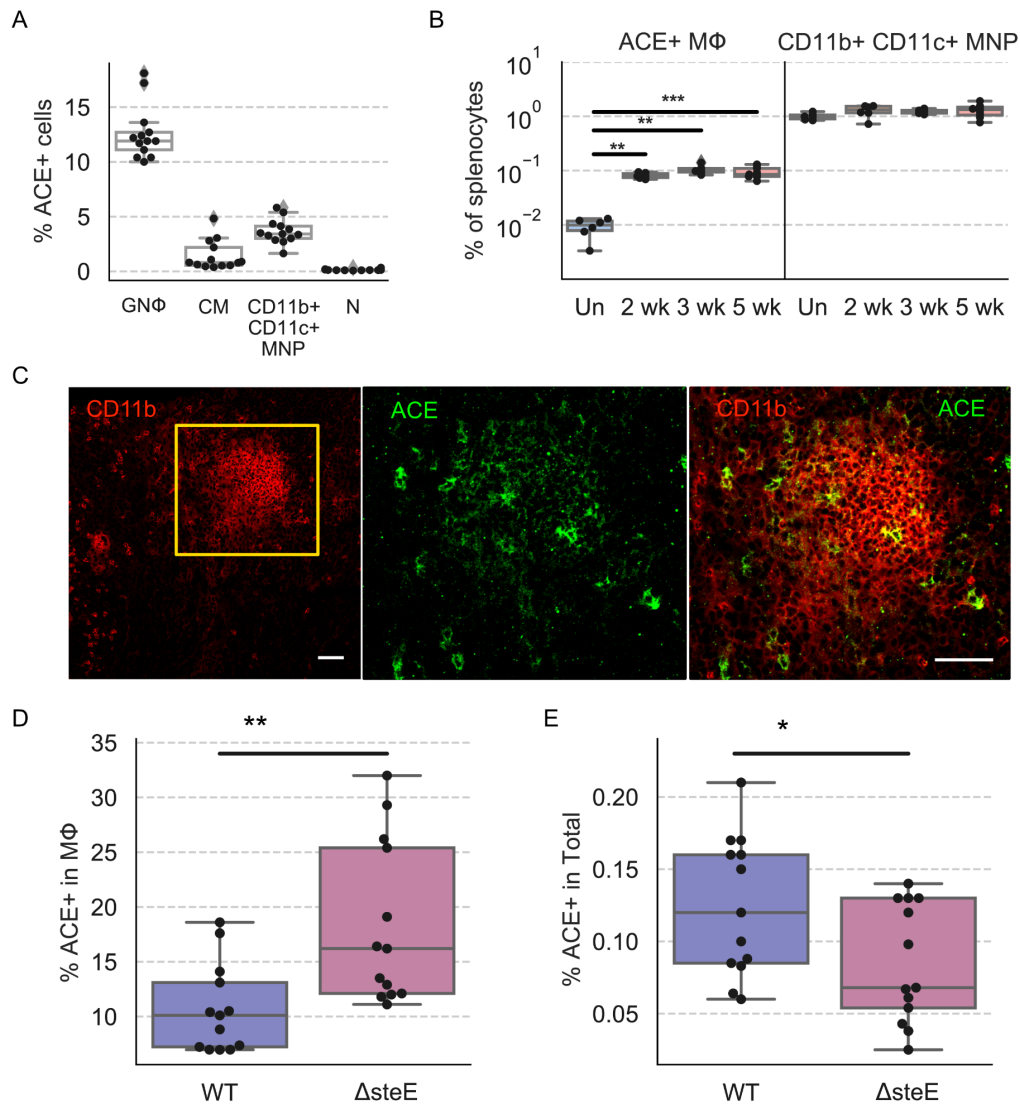 A
% ACE+ cells
15
10
5
0
GNΦ
CM
CD11b+
CD11c+
MNP
N
B
ACE+ MΦ
CD11b+ CD11c+ MNP
% of splenocytes
10^1
10^0
10^-1
10^-2
***
**
**
Un 2 wk 3 wk 5 wk
Un 2 wk 3 wk 5 wk
C
CD11b
ACE
CD11b
ACE
D
**
% ACE+ in MΦ
35
30
25
20
15
10
WT
ΔsteE
E
*
% ACE+ in Total
0.20
0.15
0.10
0.05
WT
ΔsteE